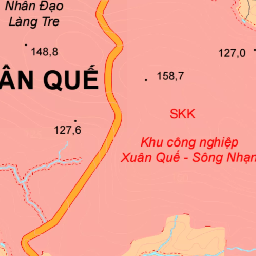 Nhân Đạo
Làng Tre
148,8
127,0
158,7
ÂN QUẾ
SKK
127,6
Khu công nghiệp
Xuân Quế - Sông Nhạn